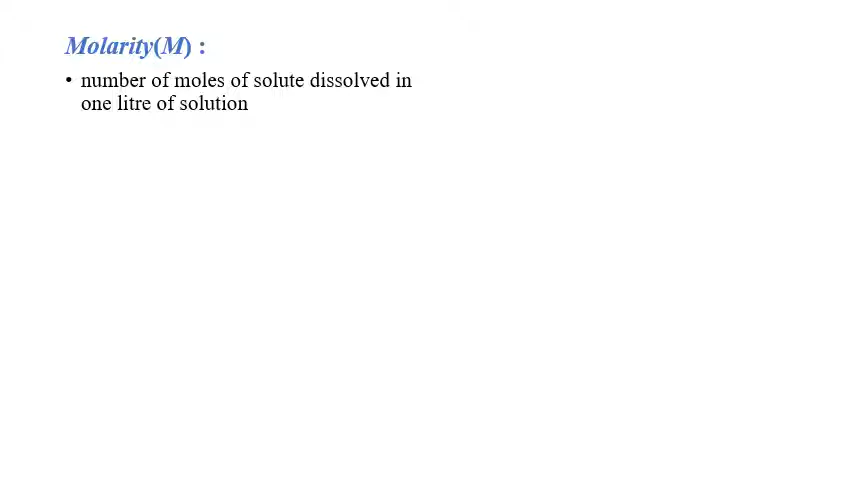 Molarity(M) :
• number of moles of solute dissolved in
one litre of solution